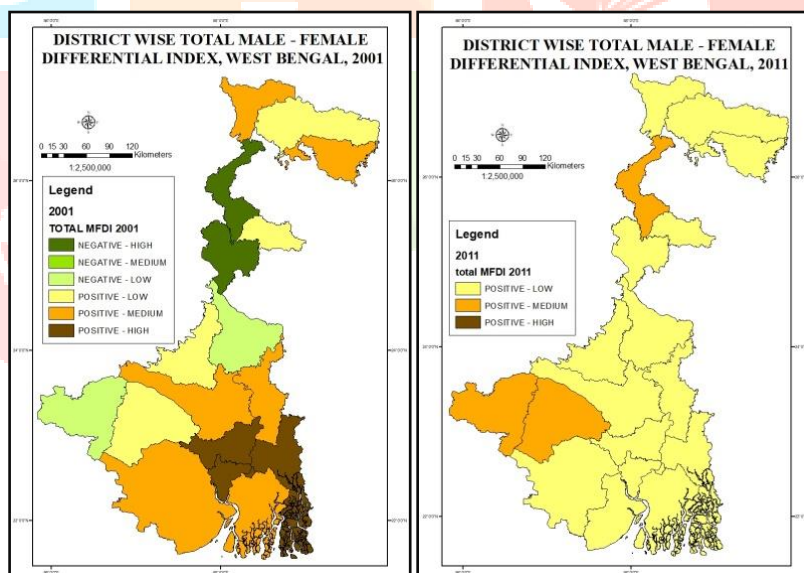 DISTRICT WISE TOTAL MALE - FEMALE
DIFFERENTIAL INDEX, WEST BENGAL, 2001
0 15 30 60 90 120
Kilometers
1:2,500,000
Legend
2001
TOTAL MFDI 2001
NEGATIVE - HIGH
NEGATIVE - MEDIUM
NEGATIVE - LOW
POSITIVE - LOW
POSITIVE - MEDIUM
POSITIVE - HIGH
DISTRICT WISE TOTAL MALE - FEMALE
DIFFERENTIAL INDEX, WEST BENGAL, 2011
0 15 30 60 90 120
Kilometers
1:2,500,000
Legend
2011
total MFDI 2011
POSITIVE - LOW
POSITIVE - MEDIUM
POSITIVE - HIGH